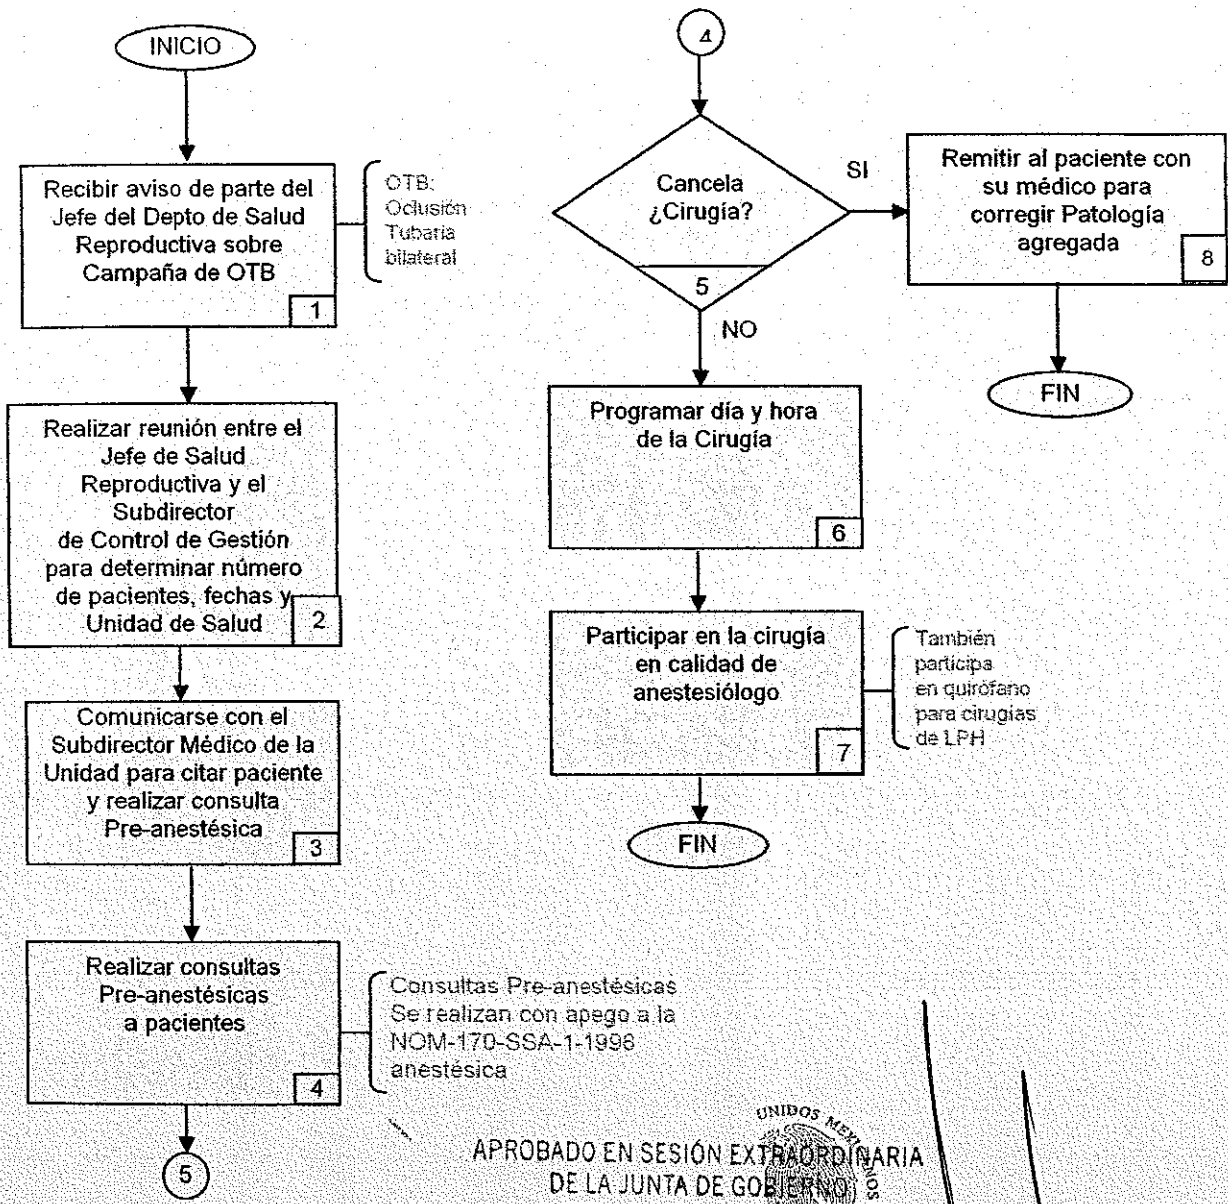 INICIO
Recibir aviso de parte del
Jefe del Depto de Salud
Reproductiva sobre
Campaña de OTB
1
OTB:
Oclusión
Tubaria
bilateral
Realizar reunión entre el
Jefe de Salud
Reproductiva y el
Subdirector
de Control de Gestión
para determinar número
de pacientes, fechas y
Unidad de Salud
2
Comunicarse con el
Subdirector Médico de la
Unidad para citar paciente
y realizar consulta
Pre-anestésica
3
Realizar consultas
Pre-anestésicas
a pacientes
4
Consultas Pre-anestésicas
Se realizan con apego a la
NOM-170-SSA-1-1998
anestésica
5
4
Cancela
¿Cirugía?
5
SI
NO
Remitir al paciente con
su médico para
corregir Patología
agregada
8
FIN
Programar día y hora
de la Cirugía
6
Participar en la cirugía
en calidad de
anestesiólogo
7
También
participa
en quirófano
para cirugías
de LPH
FIN
UNIDOS MEXICANOS
APROBADO EN SESIÓN EXTRAORDINARIA
DE LA JUNTA DE GOBIERNO